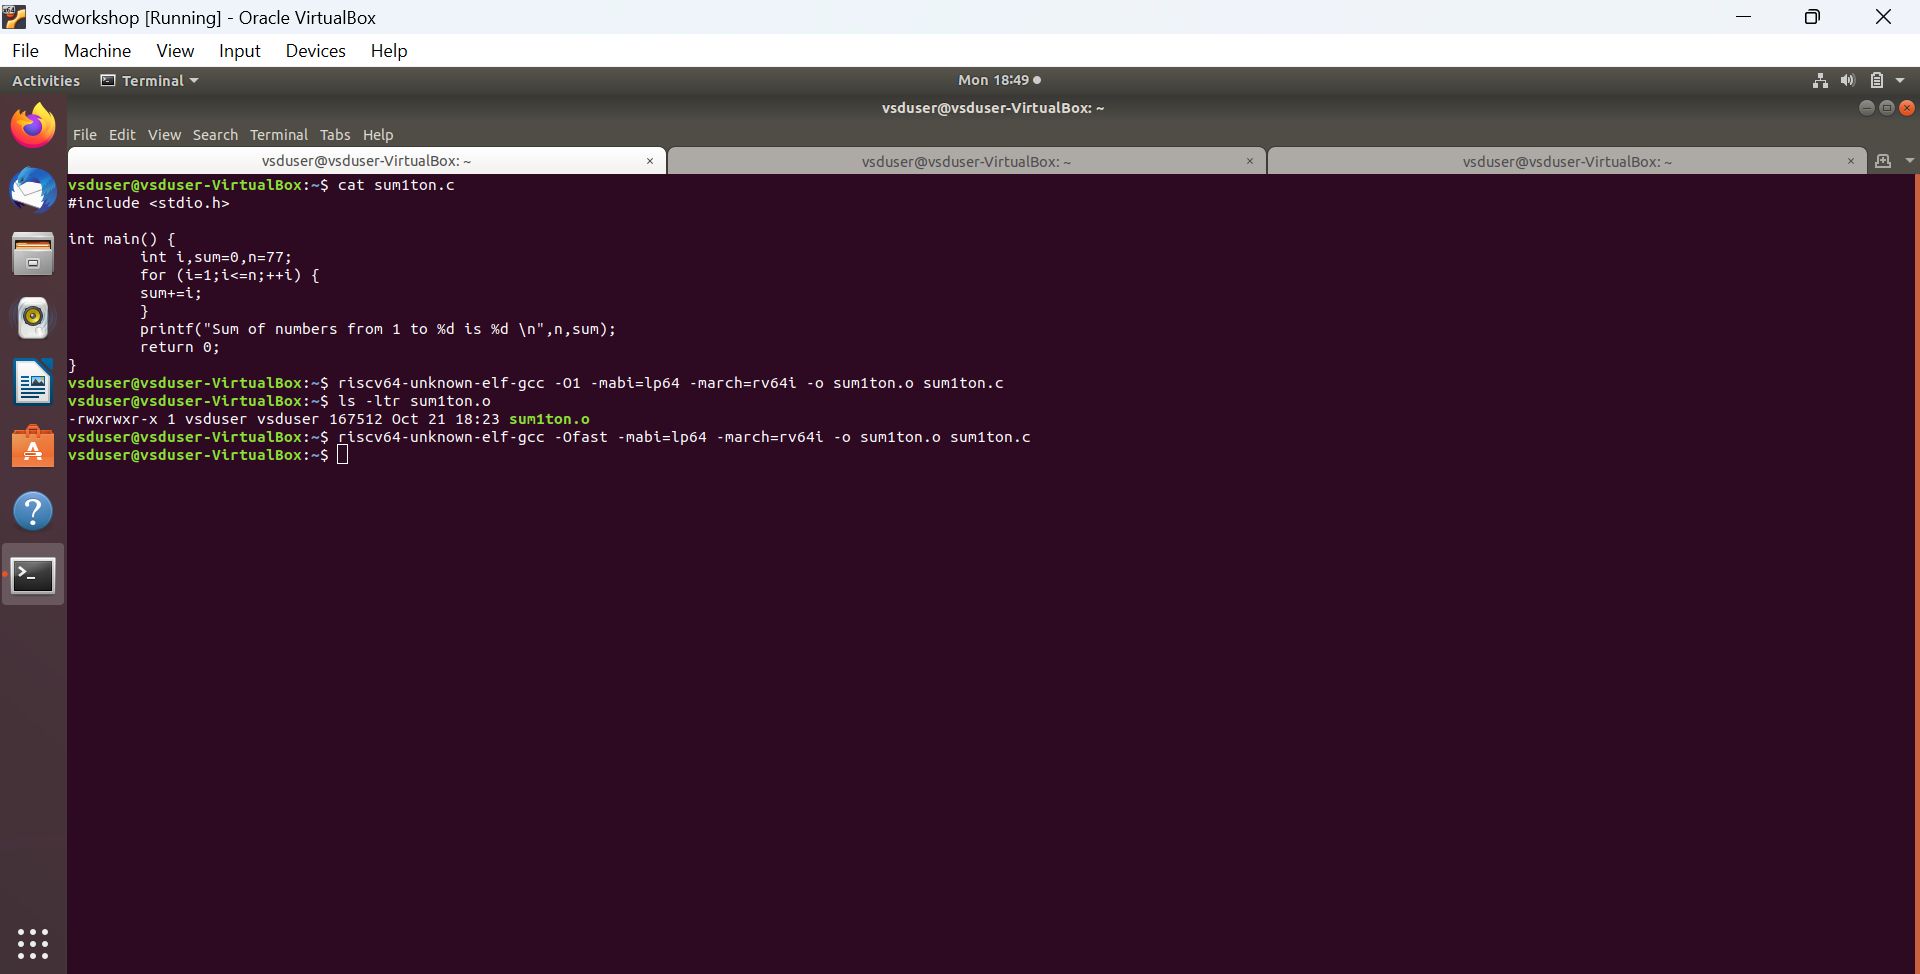 vsdworkshop [Running] - Oracle VirtualBox
File Machine View Input Devices Help
Activities Terminal Mon 18:49
vsduser@vsduser-VirtualBox: ~
File Edit View Search Terminal Tabs Help
vsduser@vsduser-VirtualBox: ~ × vsduser@vsduser-VirtualBox: ~ × vsduser@vsduser-VirtualBox: ~ ×
vsduser@vsduser-VirtualBox:~$ cat sum1ton.c
#include <stdio.h>

int main() {
        int i,sum=0,n=77;
        for (i=1;i<=n;++i) {
        sum+=i;
        }
        printf("Sum of numbers from 1 to %d is %d \n",n,sum);
        return 0;
}
vsduser@vsduser-VirtualBox:~$ riscv64-unknown-elf-gcc -O1 -mabi=lp64 -march=rv64i -o sum1ton.o sum1ton.c
vsduser@vsduser-VirtualBox:~$ ls -ltr sum1ton.o
-rwxrwxr-x 1 vsduser vsduser 167512 Oct 21 18:23 sum1ton.o
vsduser@vsduser-VirtualBox:~$ riscv64-unknown-elf-gcc -Ofast -mabi=lp64 -march=rv64i -o sum1ton.o sum1ton.c
vsduser@vsduser-VirtualBox:~$